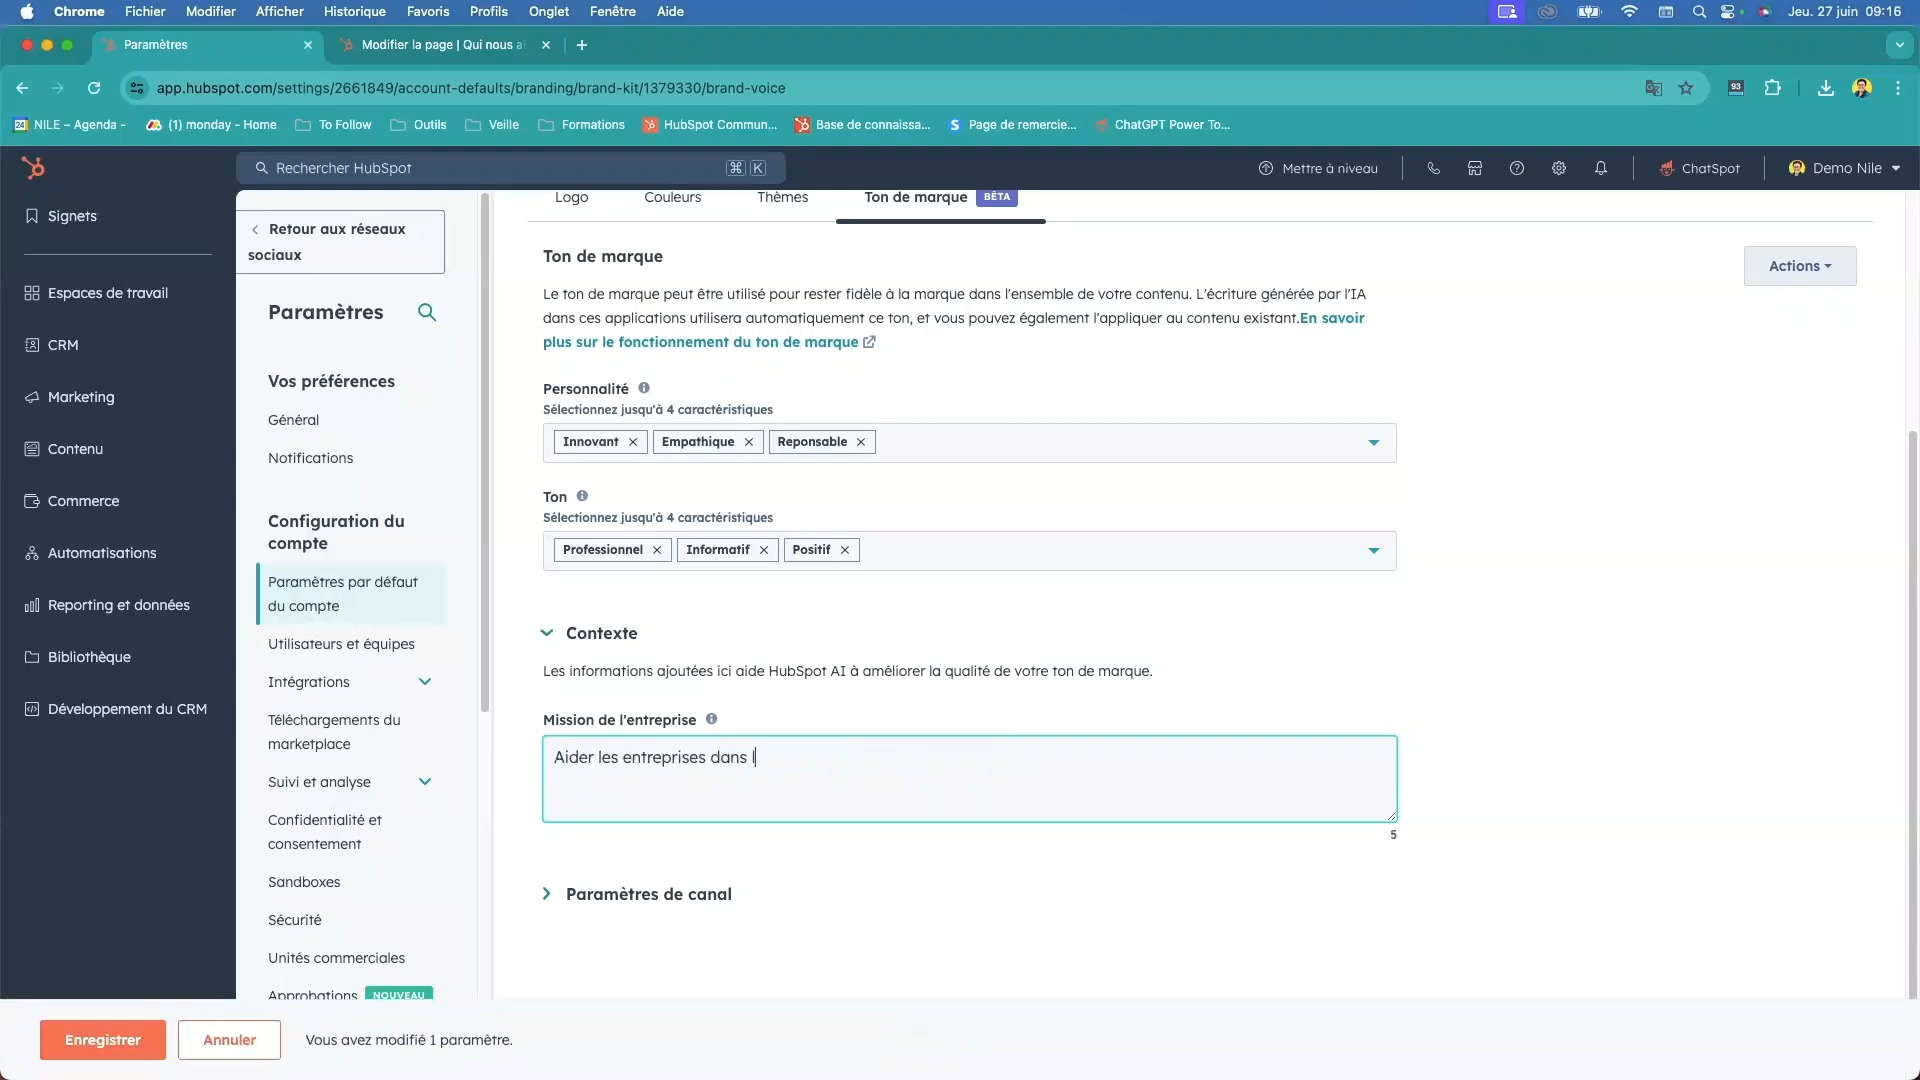 Chrome Fichier Modifier Afficher Historique Favoris Profils Onglet Fenêtre Aide
Jeu. 27 juin 09:16
Paramètres
Modifier la page | Qui nous a
app.hubspot.com/settings/2661849/account-defaults/branding/brand-kit/1379330/brand-voice
93
24 NILE – Agenda -
(1) monday - Home
To Follow
Outils
Veille
Formations
HubSpot Commun...
Base de connaissa...
Page de remercie...
ChatGPT Power To...
Rechercher HubSpot
⌘ K
Mettre à niveau
ChatSpot
Demo Nile
Signets
Espaces de travail
CRM
Marketing
Contenu
Commerce
Automatisations
Reporting et données
Bibliothèque
Développement du CRM
Retour aux réseaux
sociaux
Paramètres
Vos préférences
Général
Notifications
Configuration du
compte
Paramètres par défaut
du compte
Utilisateurs et équipes
Intégrations
Téléchargements du
marketplace
Suivi et analyse
Confidentialité et
consentement
Sandboxes
Sécurité
Unités commerciales
Approbations NOUVEAU
Logo
Couleurs
Thèmes
Ton de marque BÊTA
Ton de marque
Actions
Le ton de marque peut être utilisé pour rester fidèle à la marque dans l'ensemble de votre contenu. L'écriture générée par l'IA
dans ces applications utilisera automatiquement ce ton, et vous pouvez également l'appliquer au contenu existant.En savoir
plus sur le fonctionnement du ton de marque
Personnalité
Sélectionnez jusqu'à 4 caractéristiques
Innovant
Empathique
Reponsable
Ton
Sélectionnez jusqu'à 4 caractéristiques
Professionnel
Informatif
Positif
Contexte
Les informations ajoutées ici aide HubSpot AI à améliorer la qualité de votre ton de marque.
Mission de l'entreprise
Aider les entreprises dans l
5
Paramètres de canal
Enregistrer
Annuler
Vous avez modifié 1 paramètre.